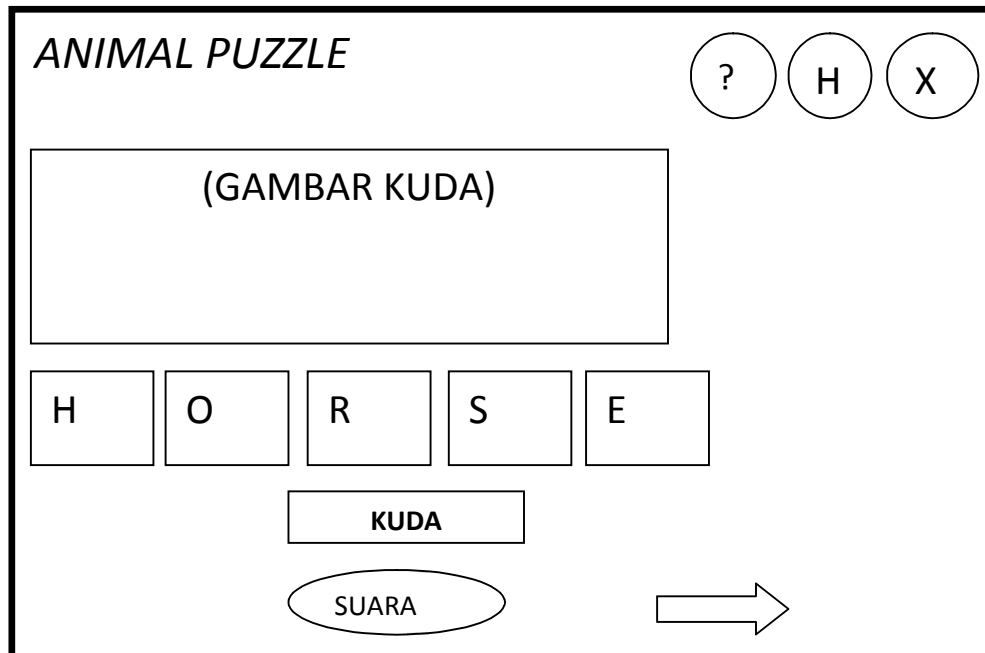 ANIMAL PUZZLE
? H X
(GAMBAR KUDA)
H O R S E
KUDA
SUARA